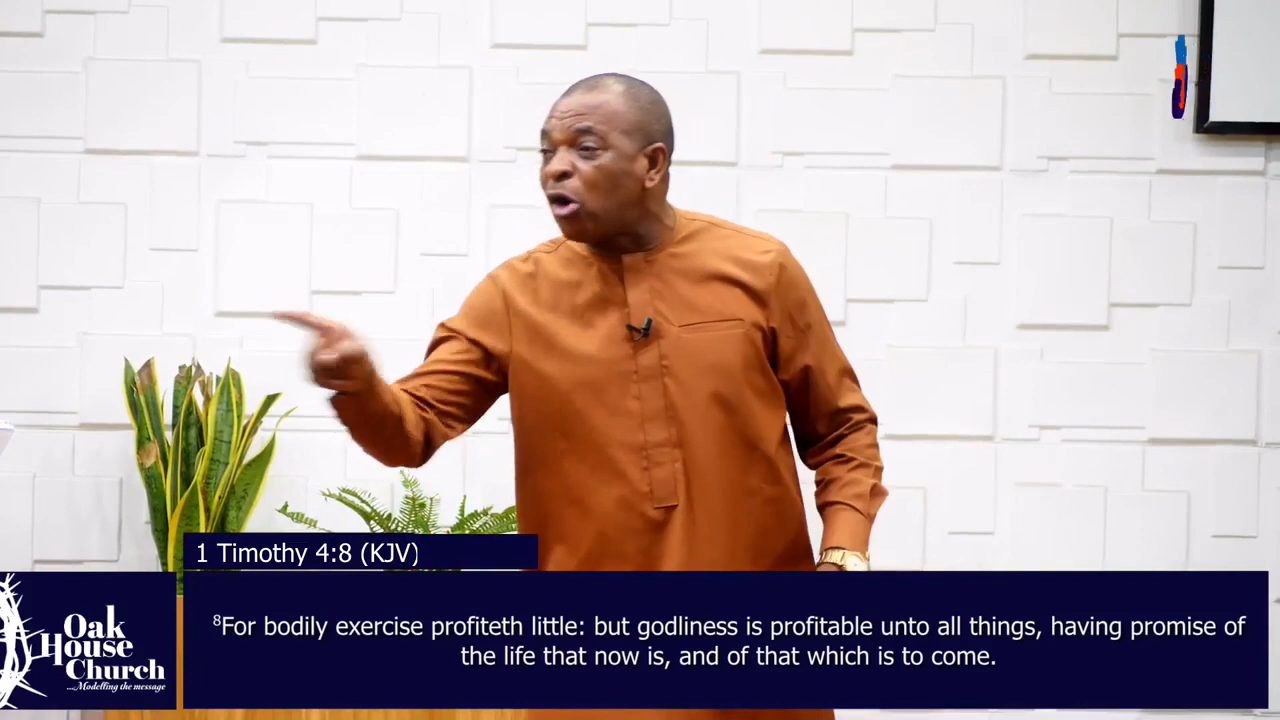 1 Timothy 4:8 (KJV)
⁸For bodily exercise profiteth little: but godliness is profitable unto all things, having promise of
the life that now is, and of that which is to come.
Oak
House
Church
...Modelling the message